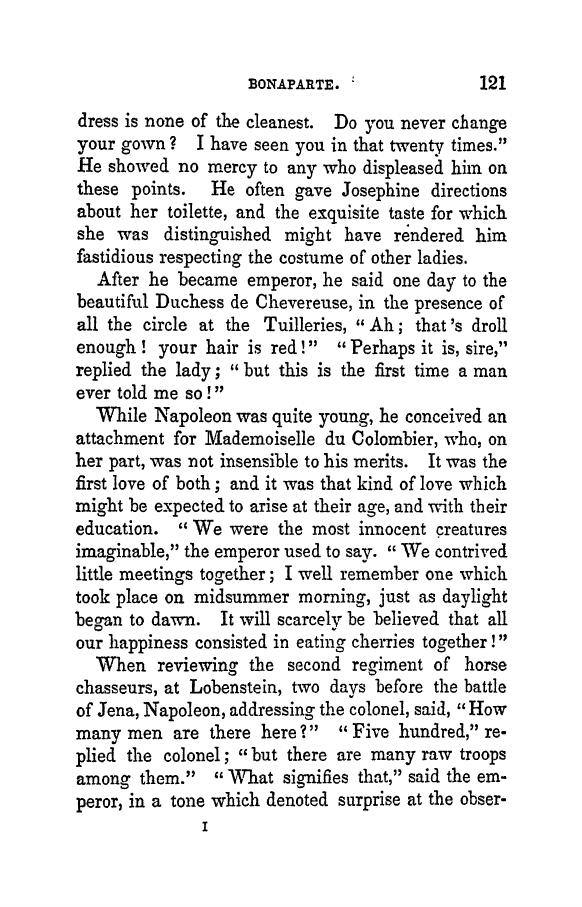 BONAPARTE. 121
dress is none of the cleanest. Do you never change
your gown? I have seen you in that twenty times."
He showed no mercy to any who displeased him on
these points. He often gave Josephine directions
about her toilette, and the exquisite taste for which
she was distinguished might have rendered him
fastidious respecting the costume of other ladies.
After he became emperor, he said one day to the
beautiful Duchess de Chevereuse, in the presence of
all the circle at the Tuilleries, "Ah; that's droll
enough! your hair is red!" "Perhaps it is, sire,"
replied the lady; "but this is the first time a man
ever told me so!"
While Napoleon was quite young, he conceived an
attachment for Mademoiselle du Colombier, who, on
her part, was not insensible to his merits. It was the
first love of both; and it was that kind of love which
might be expected to arise at their age, and with their
education. "We were the most innocent creatures
imaginable," the emperor used to say. "We contrived
little meetings together; I well remember one which
took place on midsummer morning, just as daylight
began to dawn. It will scarcely be believed that all
our happiness consisted in eating cherries together!"
When reviewing the second regiment of horse
chasseurs, at Lobenstein, two days before the battle
of Jena, Napoleon, addressing the colonel, said, "How
many men are there here?" "Five hundred," re-
plied the colonel; "but there are many raw troops
among them." "What signifies that," said the em-
peror, in a tone which denoted surprise at the obser-
I